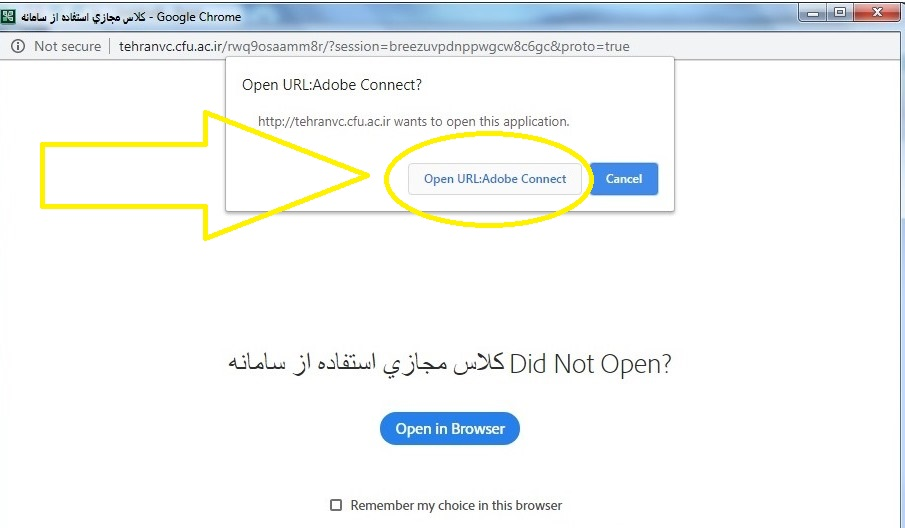 کلاس مجازي استفاده از سامانه - Google Chrome
Not secure | tehranvc.cfu.ac.ir/rwq9osaamm8r/?session=breezuvpdnppwgcw8c6gc&proto=true
Open URL:Adobe Connect?
http://tehranvc.cfu.ac.ir wants to open this application.
Open URL:Adobe Connect Cancel
کلاس مجازي استفاده از سامانه Did Not Open?
Open in Browser
Remember my choice in this browser